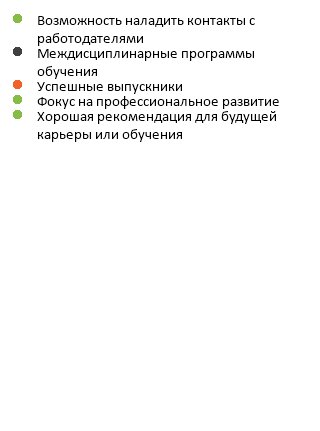 Возможность наладить контакты с
работодателями
Междисциплинарные программы
обучения
Успешные выпускники
Фокус на профессиональное развитие
Хорошая рекомендация для будущей
карьеры или обучения